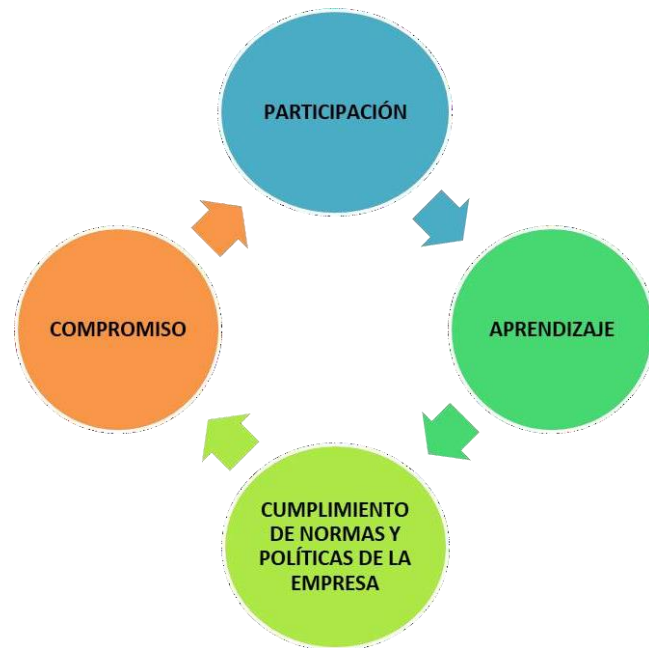 PARTICIPACIÓN
COMPROMISO
APRENDIZAJE
CUMPLIMIENTO
DE NORMAS Y
POLÍTICAS DE LA
EMPRESA